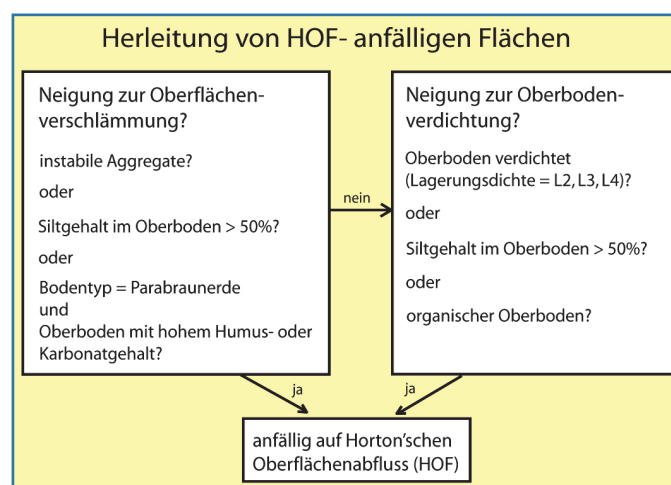 Herleitung von HOF- anfälligen Flächen
Neigung zur Oberflächen-
verschlämmung?
instabile Aggregate?
oder
Siltgehalt im Oberboden > 50%?
oder
Bodentyp = Parabraunerde
und
Oberboden mit hohem Humus- oder
Karbonatgehalt?
nein
Neigung zur Oberboden-
verdichtung?
Oberboden verdichtet
(Lagerungsdichte = L2, L3, L4)?
oder
Siltgehalt im Oberboden > 50%?
oder
organischer Oberboden?
ja
ja
anfällig auf Horton'schen
Oberflächenabfluss (HOF)